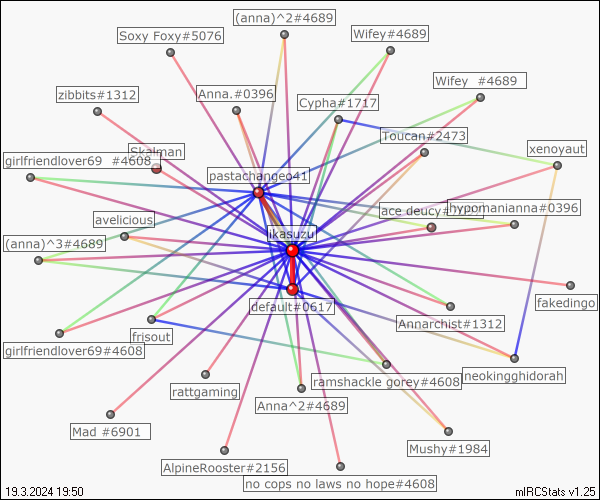 (anna)^2#4689
Soxy Foxy#5076
Wifey#4689
zibbits#1312
Anna.#0396
Cypha#1717
Wifey  #4689
Toucan#2473
Skalman
girlfriendlover69  #4608
pastachangeo41
xenoyaut
avelicious
ace deucy#
hypomanianna#0396
ikasuzu
(anna)^3#4689
default#0617
fakedingo
Annarchist#1312
frisout
girlfriendlover69#4608
neokingghidorah
ramshackle gorey#4608
rattgaming
Anna^2#4689
Mad #6901
Mushy#1984
AlpineRooster#2156
no cops no laws no hope#4608
19.3.2024 19:50
mIRCStats v1.25